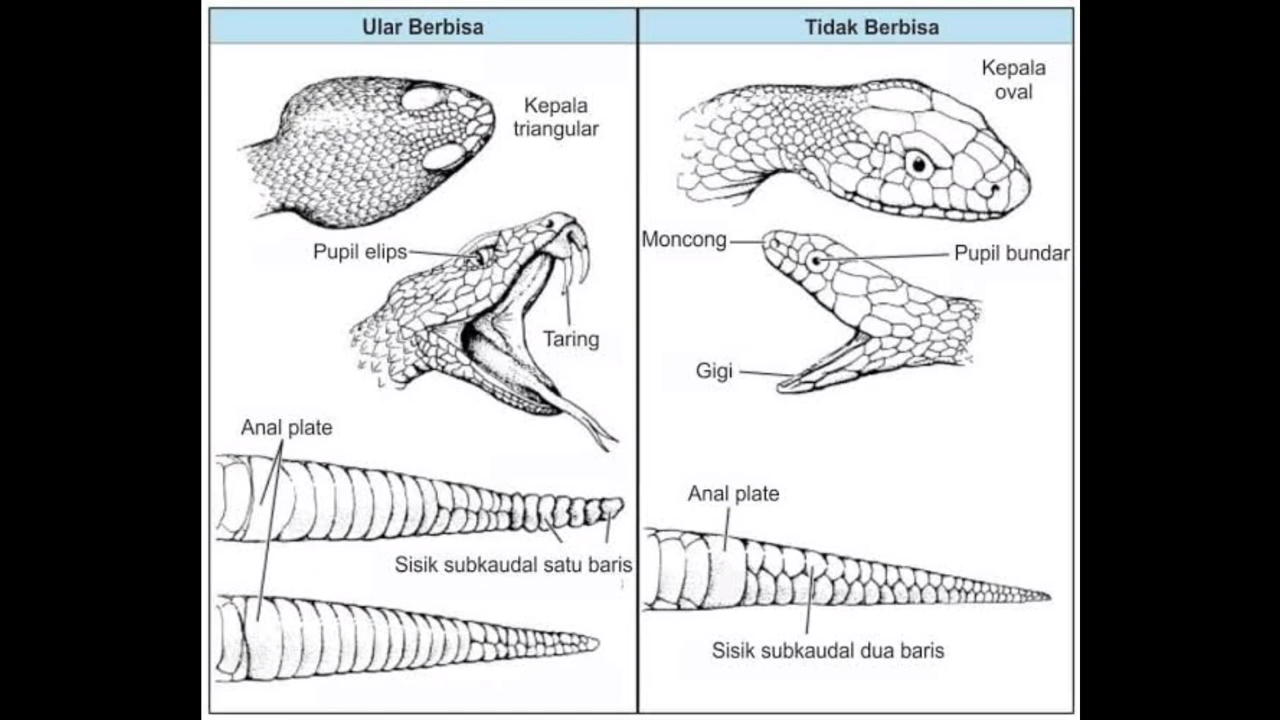 Ular Berbisa
Kepala
triangular
Pupil elips
Taring
Anal plate
Sisik subkaudal satu baris
Tidak Berbisa
Kepala
oval
Moncong
Pupil bundar
Gigi
Anal plate
Sisik subkaudal dua baris